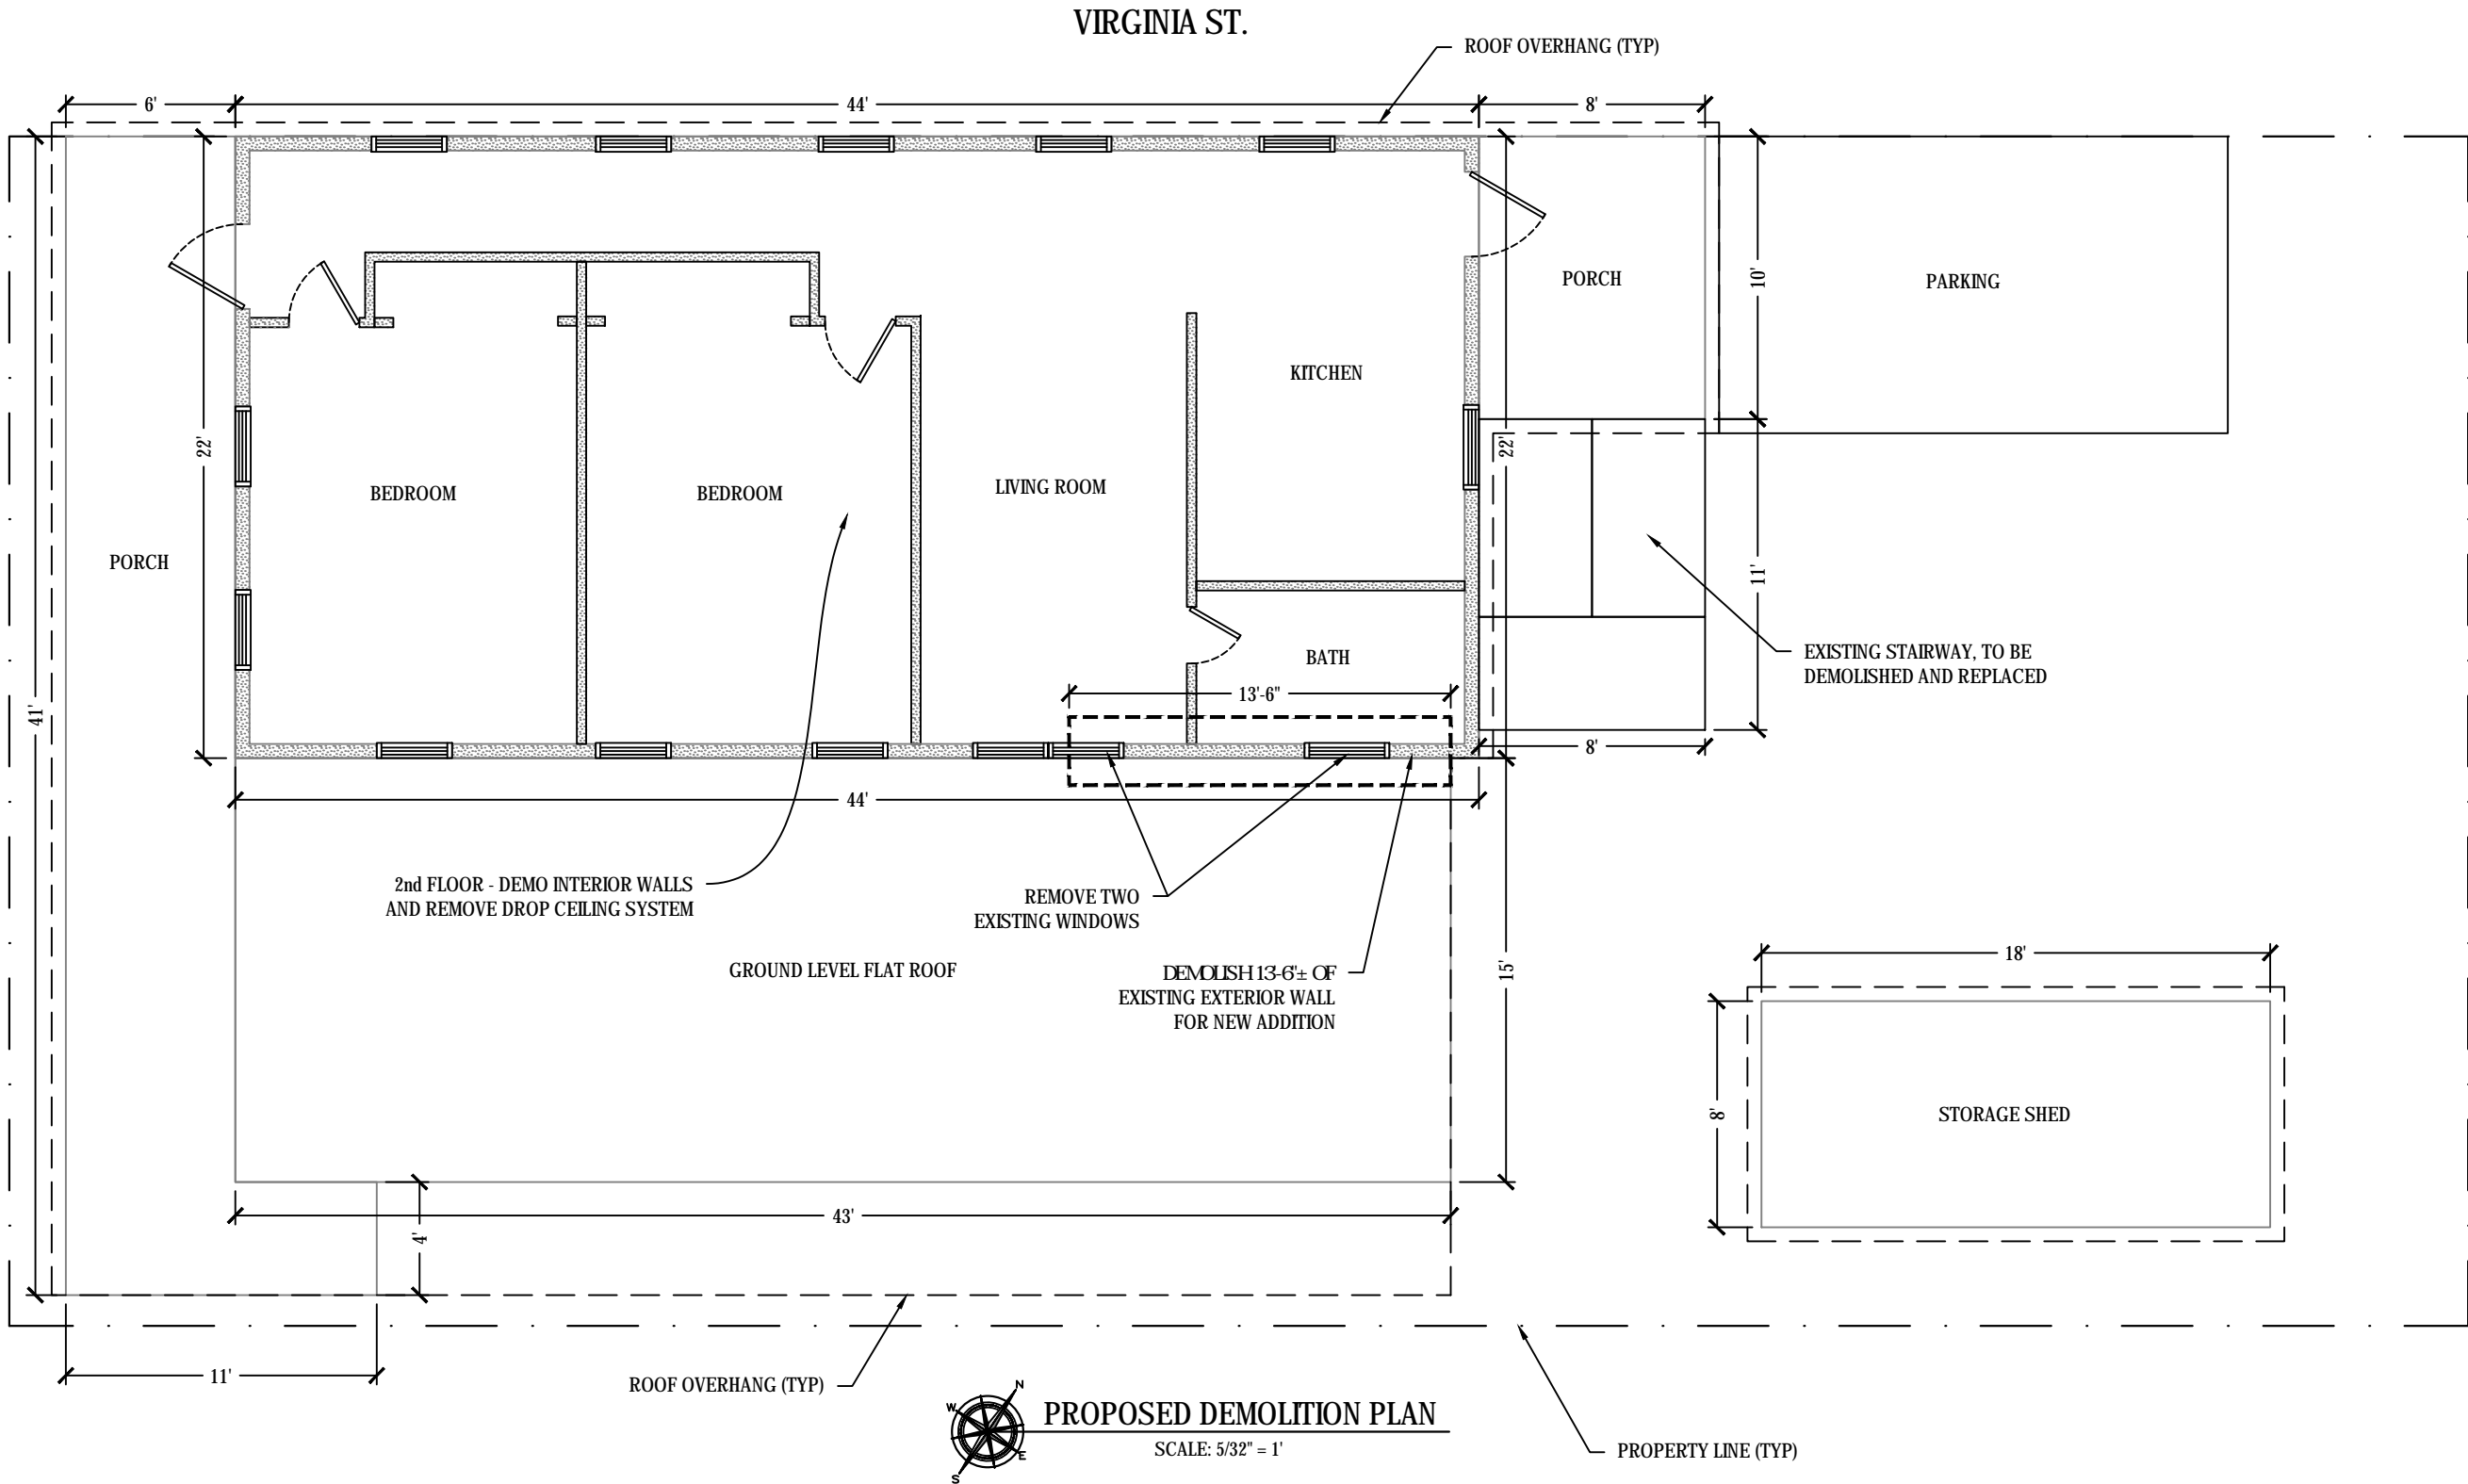 VIRGINIA ST.
ROOF OVERHANG (TYP)
6'
44'
8'
PORCH
10'
PARKING
22'
KITCHEN
22'
BEDROOM
BEDROOM
LIVING ROOM
PORCH
11'
BATH
EXISTING STAIRWAY, TO BE
DEMOLISHED AND REPLACED
13'-6"
41'
8'
44'
2nd FLOOR - DEMO INTERIOR WALLS
AND REMOVE DROP CEILING SYSTEM
REMOVE TWO
EXISTING WINDOWS
GROUND LEVEL FLAT ROOF
DEMOLISH 13-6"± OF
EXISTING EXTERIOR WALL
FOR NEW ADDITION
15'
18'
8'
STORAGE SHED
43'
4'
11'
ROOF OVERHANG (TYP)
N
W
E
S
PROPOSED DEMOLITION PLAN
SCALE: 5/32" = 1'
PROPERTY LINE (TYP)